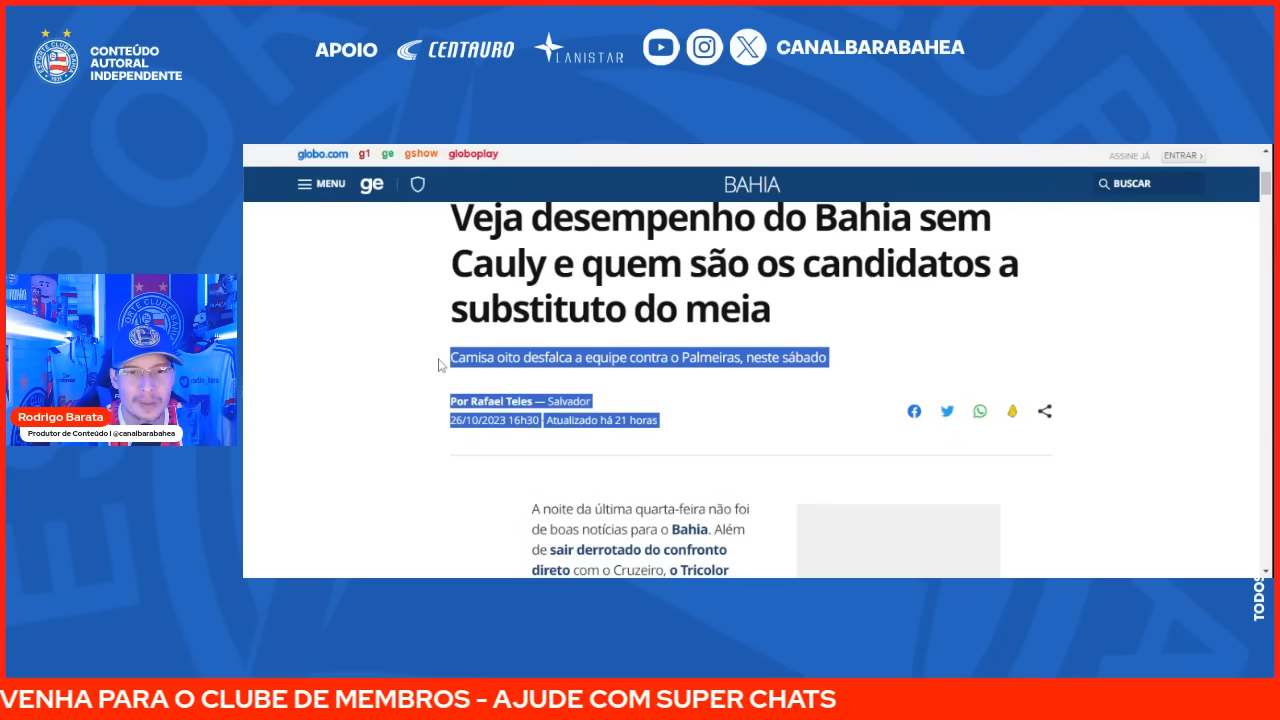 CONTEÚDO
AUTORAL
INDEPENDENTE
APOIO
CENTAURO
LANISTAR
CANALBARABAHEA
globo.com g1 ge gshow globoplay
ASSINE JÁ ENTRAR ›
MENU ge BAHIA BUSCAR
Veja desempenho do Bahia sem
Cauly e quem são os candidatos a
substituto do meia
Camisa oito desfalca a equipe contra o Palmeiras, neste sábado
Por Rafael Teles — Salvador
26/10/2023 16h30 Atualizado há 21 horas
A noite da última quarta-feira não foi
de boas notícias para o Bahia. Além
de sair derrotado do confronto
direto com o Cruzeiro, o Tricolor
Rodrigo Barata
Produtor de Conteúdo | @canalbarabahea
TODOS
VENHA PARA O CLUBE DE MEMBROS - AJUDE COM SUPER CHATS